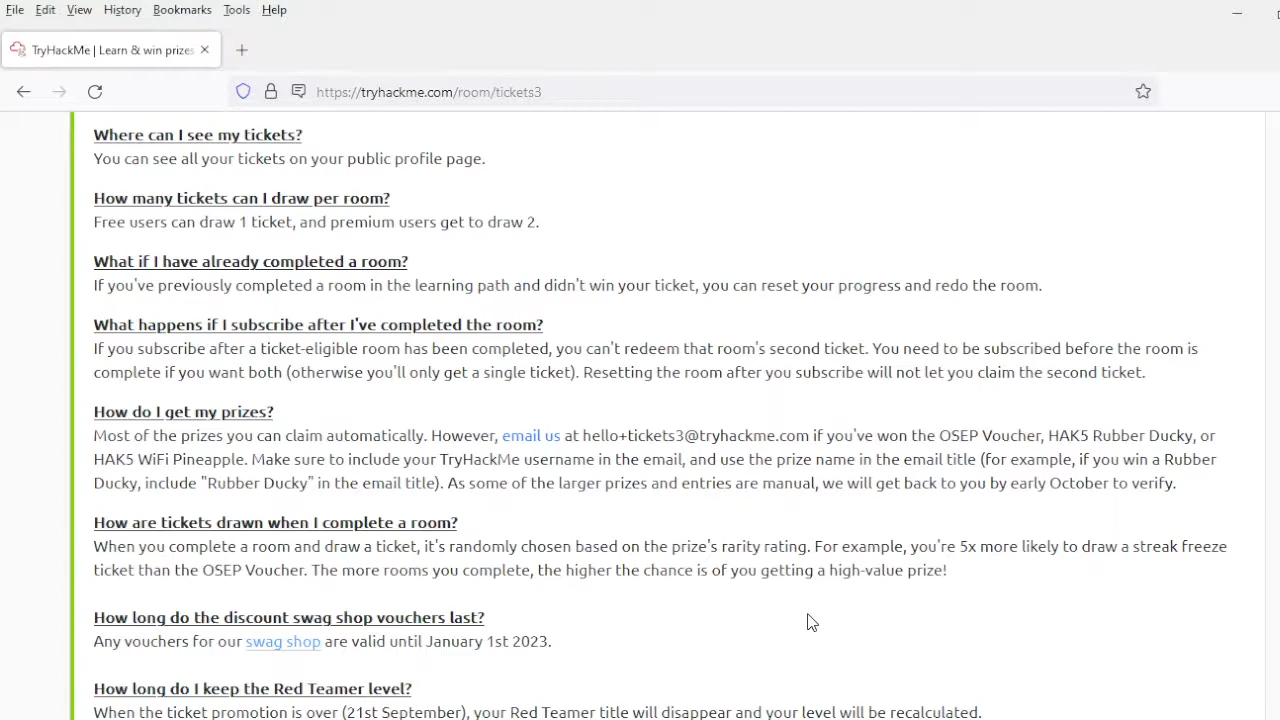 File Edit View History Bookmarks Tools Help
TryHackMe | Learn & win prizes
https://tryhackme.com/room/tickets3
Where can I see my tickets?
You can see all your tickets on your public profile page.
How many tickets can I draw per room?
Free users can draw 1 ticket, and premium users get to draw 2.
What if I have already completed a room?
If you've previously completed a room in the learning path and didn't win your ticket, you can reset your progress and redo the room.
What happens if I subscribe after I've completed the room?
If you subscribe after a ticket-eligible room has been completed, you can't redeem that room's second ticket. You need to be subscribed before the room is
complete if you want both (otherwise you'll only get a single ticket). Resetting the room after you subscribe will not let you claim the second ticket.
How do I get my prizes?
Most of the prizes you can claim automatically. However, email us at hello+tickets3@tryhackme.com if you've won the OSEP Voucher, HAK5 Rubber Ducky, or
HAK5 WiFi Pineapple. Make sure to include your TryHackMe username in the email, and use the prize name in the email title (for example, if you win a Rubber
Ducky, include "Rubber Ducky" in the email title). As some of the larger prizes and entries are manual, we will get back to you by early October to verify.
How are tickets drawn when I complete a room?
When you complete a room and draw a ticket, it's randomly chosen based on the prize's rarity rating. For example, you're 5x more likely to draw a streak freeze
ticket than the OSEP Voucher. The more rooms you complete, the higher the chance is of you getting a high-value prize!
How long do the discount swag shop vouchers last?
Any vouchers for our swag shop are valid until January 1st 2023.
How long do I keep the Red Teamer level?
When the ticket promotion is over (21st September), your Red Teamer title will disappear and your level will be recalculated.